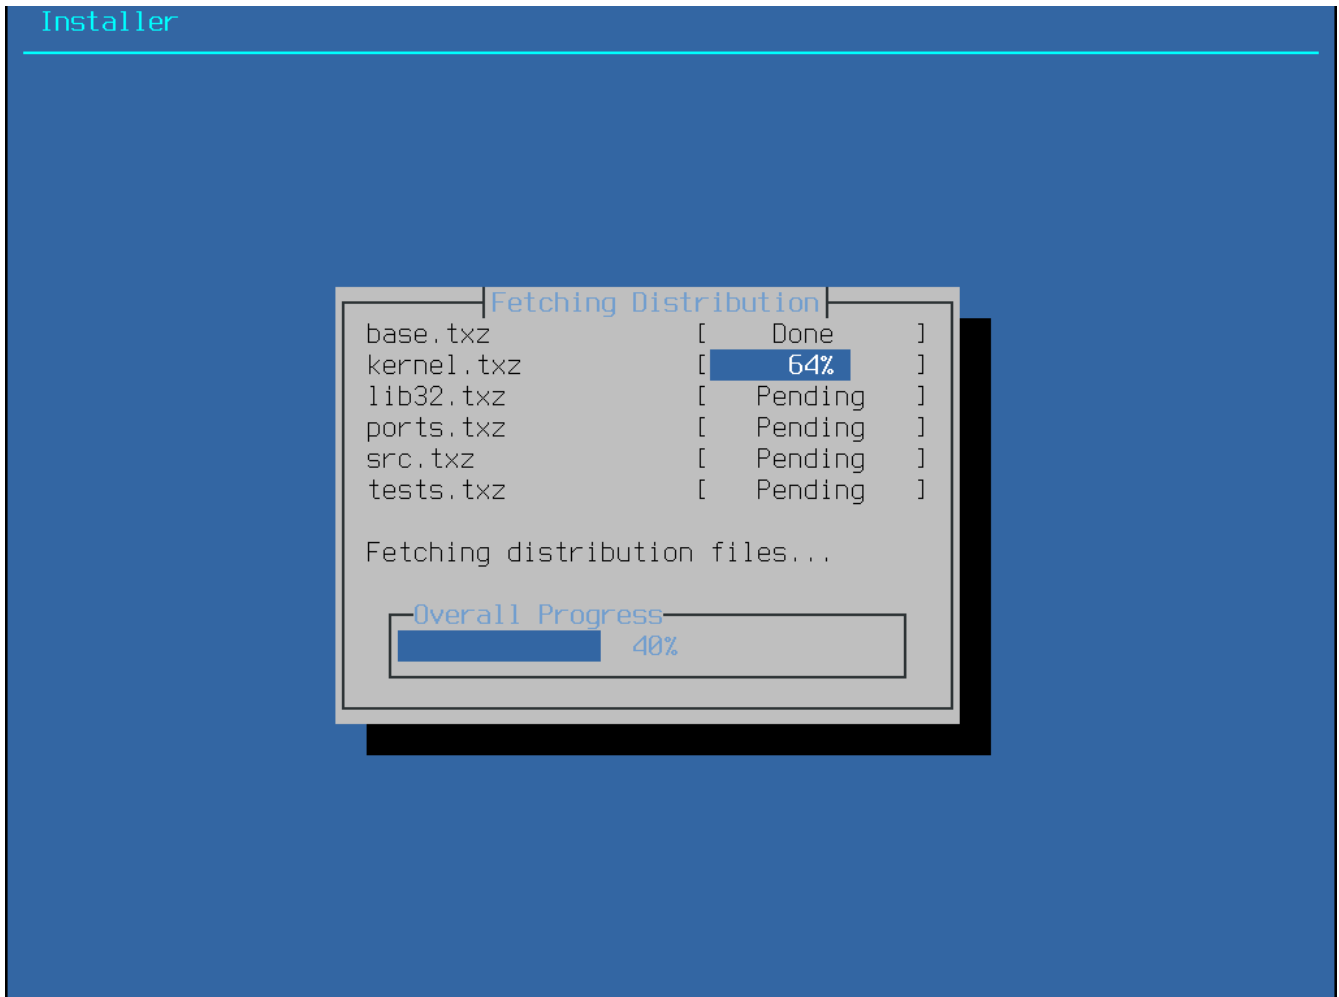 Installer
Fetching Distribution
base.txz [ Done ]
kernel.txz [ 64% ]
lib32.txz [ Pending ]
ports.txz [ Pending ]
src.txz [ Pending ]
tests.txz [ Pending ]
Fetching distribution files...
Overall Progress
40%